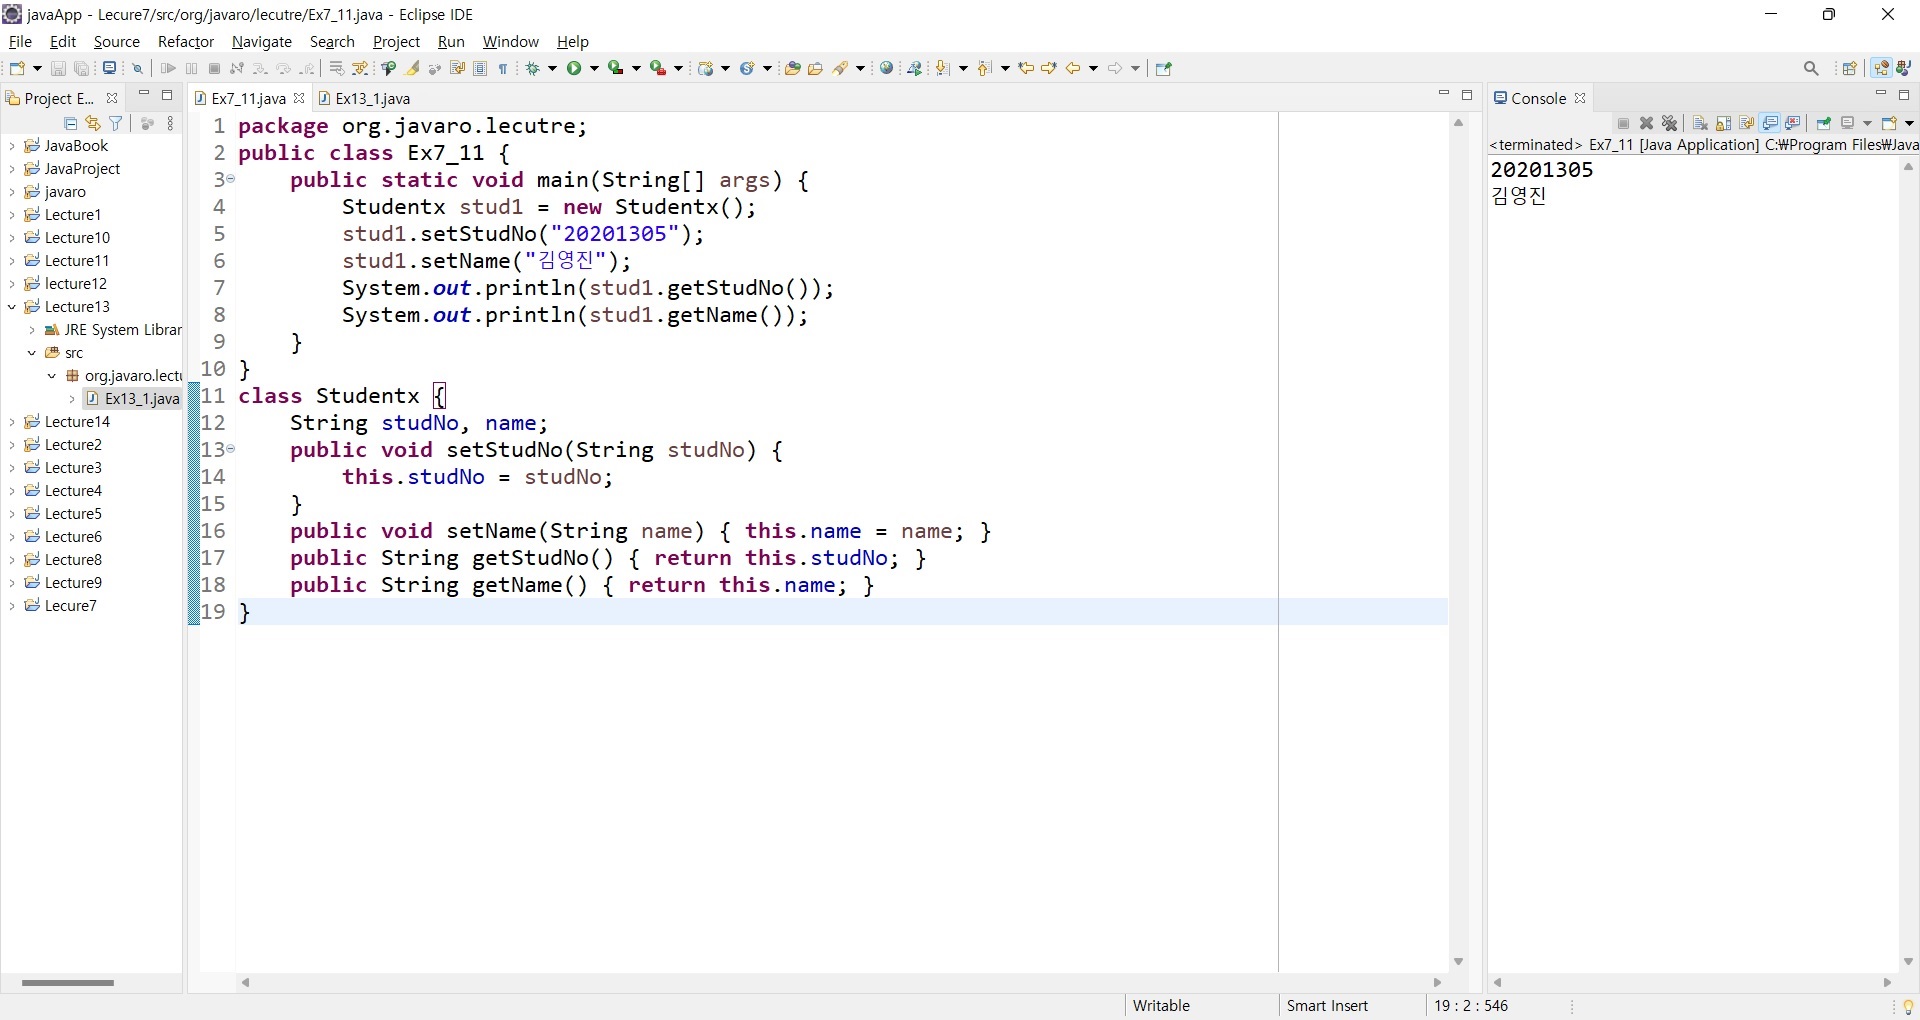 javaApp - Lecure7/src/org/javaro/lecutre/Ex7_11.java - Eclipse IDE
File Edit Source Refactor Navigate Search Project Run Window Help
Project E...
JavaBook
JavaProject
javaro
Lecture1
Lecture10
Lecture11
lecture12
Lecture13
JRE System Librar
src
org.javaro.lectu
Ex13_1.java
Lecture14
Lecture2
Lecture3
Lecture4
Lecture5
Lecture6
Lecture8
Lecture9
Lecure7
Ex7_11.java Ex13_1.java
1 package org.javaro.lecutre;
2 public class Ex7_11 {
3     public static void main(String[] args) {
4         Studentx stud1 = new Studentx();
5         stud1.setStudNo("20201305");
6         stud1.setName("김영진");
7         System.out.println(stud1.getStudNo());
8         System.out.println(stud1.getName());
9     }
10 }
11 class Studentx {
12     String studNo, name;
13     public void setStudNo(String studNo) {
14         this.studNo = studNo;
15     }
16     public void setName(String name) { this.name = name; }
17     public String getStudNo() { return this.studNo; }
18     public String getName() { return this.name; }
19 }
Console
<terminated> Ex7_11 [Java Application] C:₩Program Files₩Java
20201305
김영진
Writable Smart Insert 19 : 2 : 546